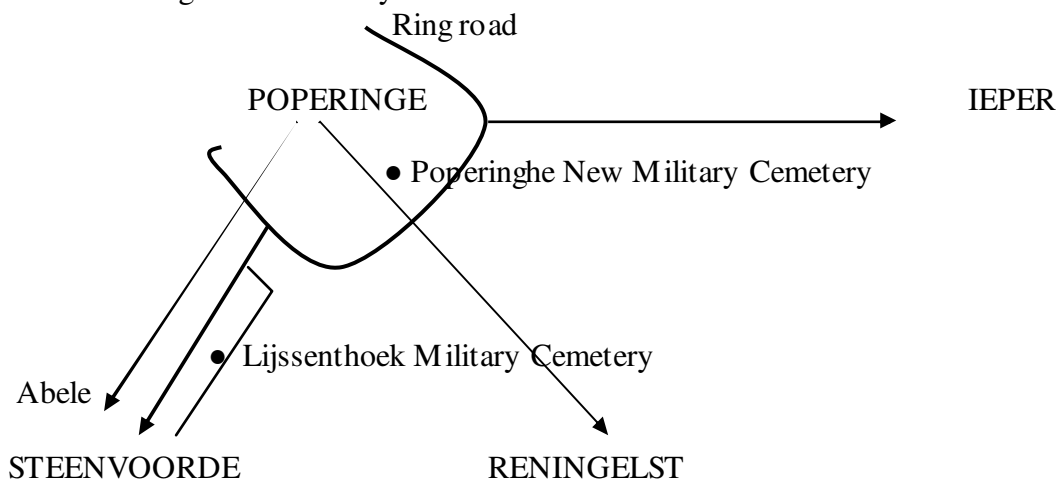 Ring road
POPERINGE
IEPER
Poperinghe New Military Cemetery
Lijssenthoek Military Cemetery
Abele
STEENVOORDE
RENINGELST